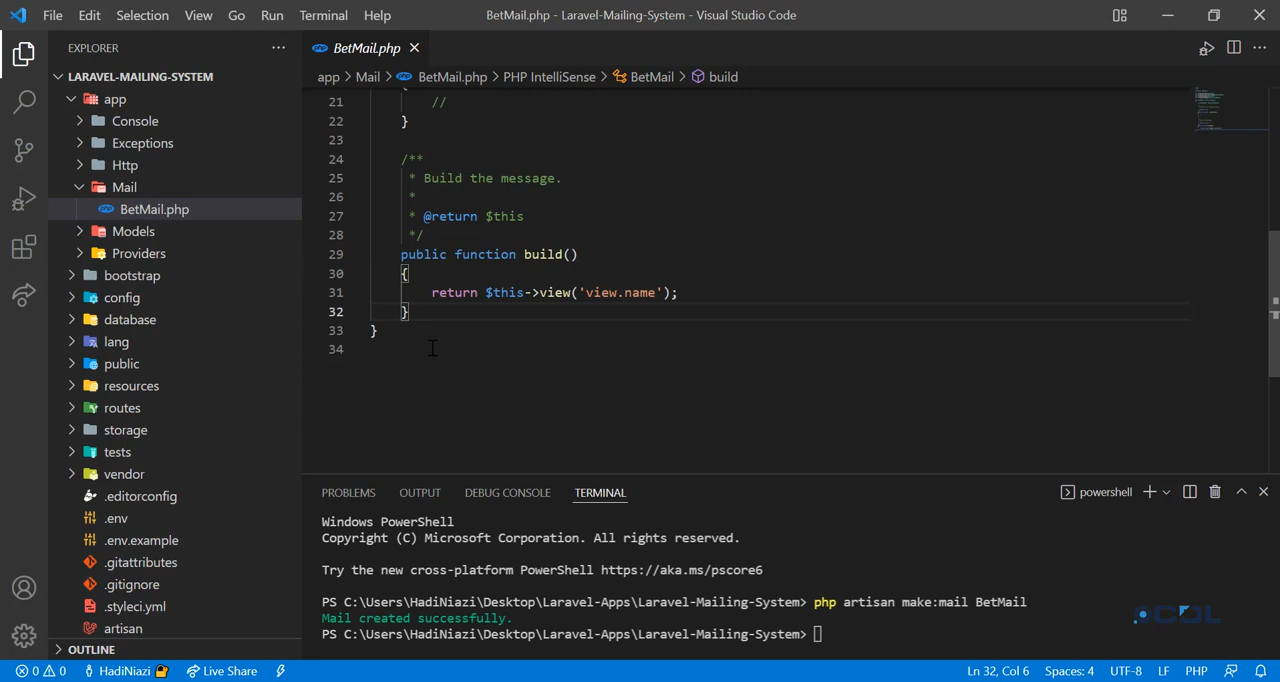 File Edit Selection View Go Run Terminal Help
BetMail.php - Laravel-Mailing-System - Visual Studio Code
EXPLORER
LARAVEL-MAILING-SYSTEM
app
Console
Exceptions
Http
Mail
BetMail.php
Models
Providers
bootstrap
config
database
lang
public
resources
routes
storage
tests
vendor
.editorconfig
.env
.env.example
.gitattributes
.gitignore
.styleci.yml
artisan
OUTLINE
php BetMail.php
app > Mail > php BetMail.php > PHP IntelliSense > BetMail > build
21 //
22 }
23
24 /**
25 * Build the message.
26 *
27 * @return $this
28 */
29 public function build()
30 {
31 return $this->view('view.name');
32 }
33 }
34
PROBLEMS OUTPUT DEBUG CONSOLE TERMINAL
powershell
Windows PowerShell
Copyright (C) Microsoft Corporation. All rights reserved.
Try the new cross-platform PowerShell https://aka.ms/pscore6
PS C:\Users\HadiNiazi\Desktop\Laravel-Apps\Laravel-Mailing-System> php artisan make:mail BetMail
Mail created successfully.
PS C:\Users\HadiNiazi\Desktop\Laravel-Apps\Laravel-Mailing-System>
0 0 HadiNiazi Live Share
Ln 32, Col 6 Spaces: 4 UTF-8 LF PHP